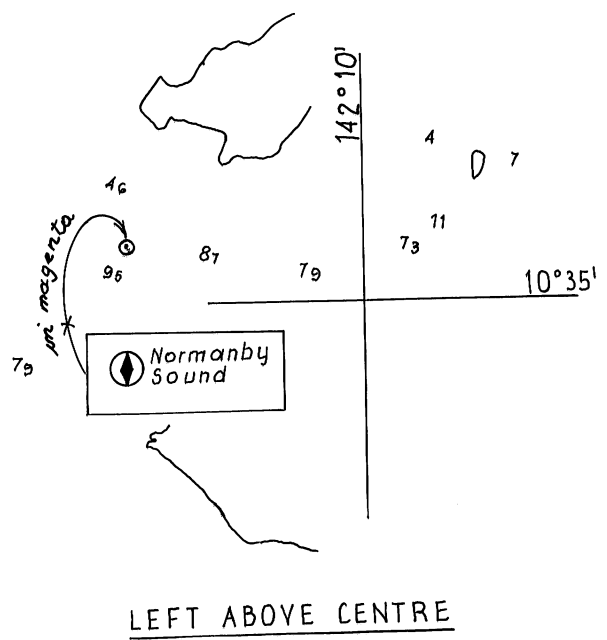 142° 10'
4
7
4₆
11
7₃
in magenta
9₅
8₇
7₉
10°35'
7₉
Normanby
Sound
LEFT ABOVE CENTRE